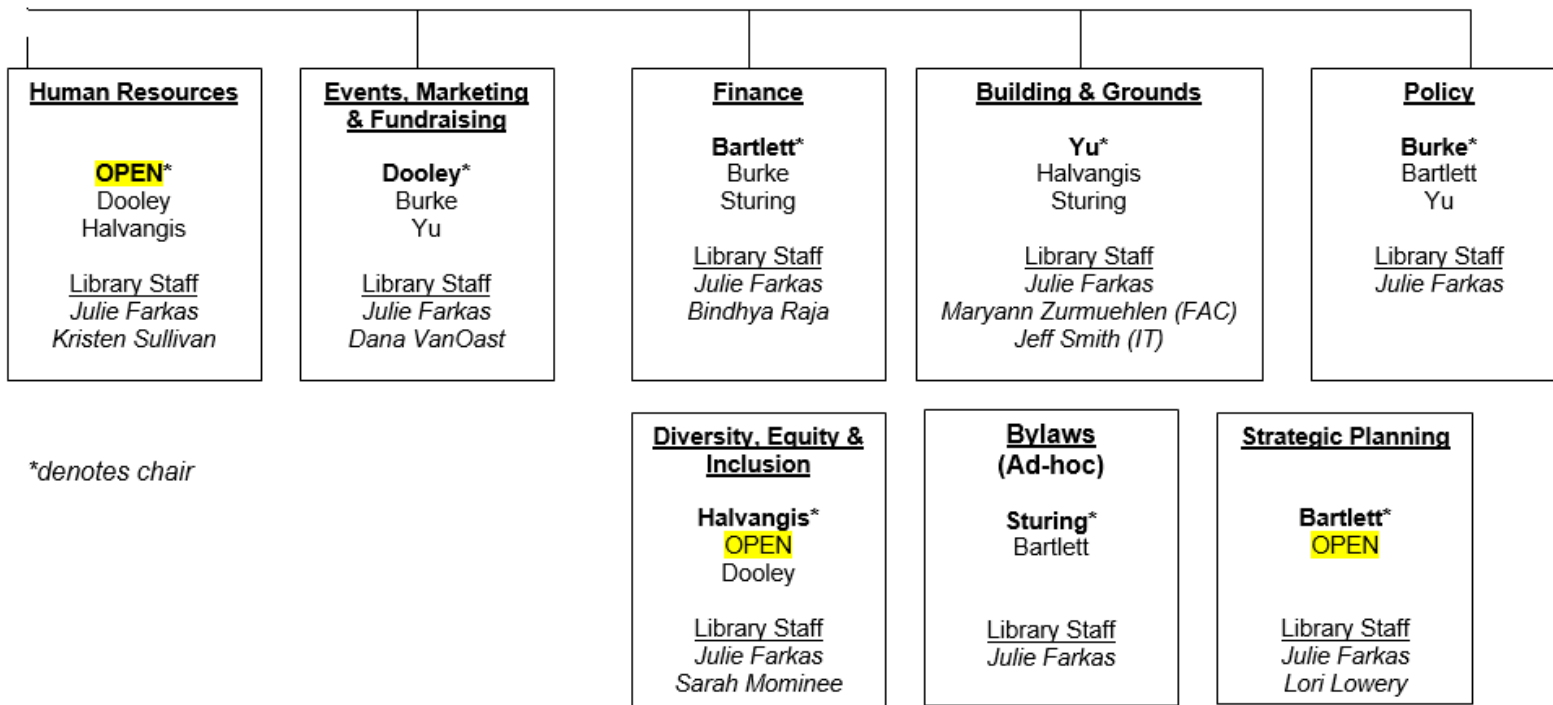 Human Resources
OPEN*
Dooley
Halvangis
Library Staff
Julie Farkas
Kristen Sullivan
Events, Marketing
& Fundraising
Dooley*
Burke
Yu
Library Staff
Julie Farkas
Dana VanOast
Finance
Bartlett*
Burke
Sturing
Library Staff
Julie Farkas
Bindhya Raja
Building & Grounds
Yu*
Halvangis
Sturing
Library Staff
Julie Farkas
Maryann Zurmuehlen (FAC)
Jeff Smith (IT)
Policy
Burke*
Bartlett
Yu
Library Staff
Julie Farkas
*denotes chair
Diversity, Equity &
Inclusion
Halvangis*
OPEN
Dooley
Library Staff
Julie Farkas
Sarah Mominee
Bylaws
(Ad-hoc)
Sturing*
Bartlett
Library Staff
Julie Farkas
Strategic Planning
Bartlett*
OPEN
Library Staff
Julie Farkas
Lori Lowery